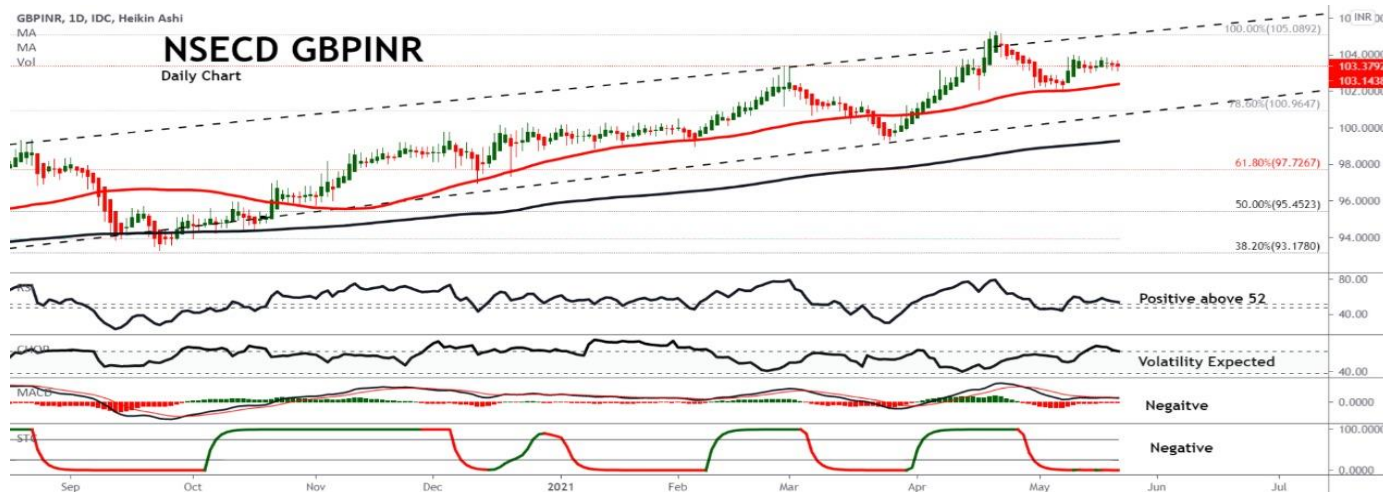 GBPINR, 1D, IDC, Heikin Ashi
MA
MA
Vol
NSECD GBPINR
Daily Chart
INR
100.00%(105.0892)
104.0000
103.3792
103.1438
102.0000
78.60%(100.9647)
100.0000
98.0000
61.80%(97.7267)
96.0000
50.00%(95.4523)
94.0000
38.20%(93.1780)
80.00
RSI
Positive above 52
40.00
CHOP
Volatility Expected
40.00
MACD
Negaitve
0.0000
STC
100.0000
Negative
0.0000
Sep Oct Nov Dec 2021 Feb Mar Apr May Jun Jul